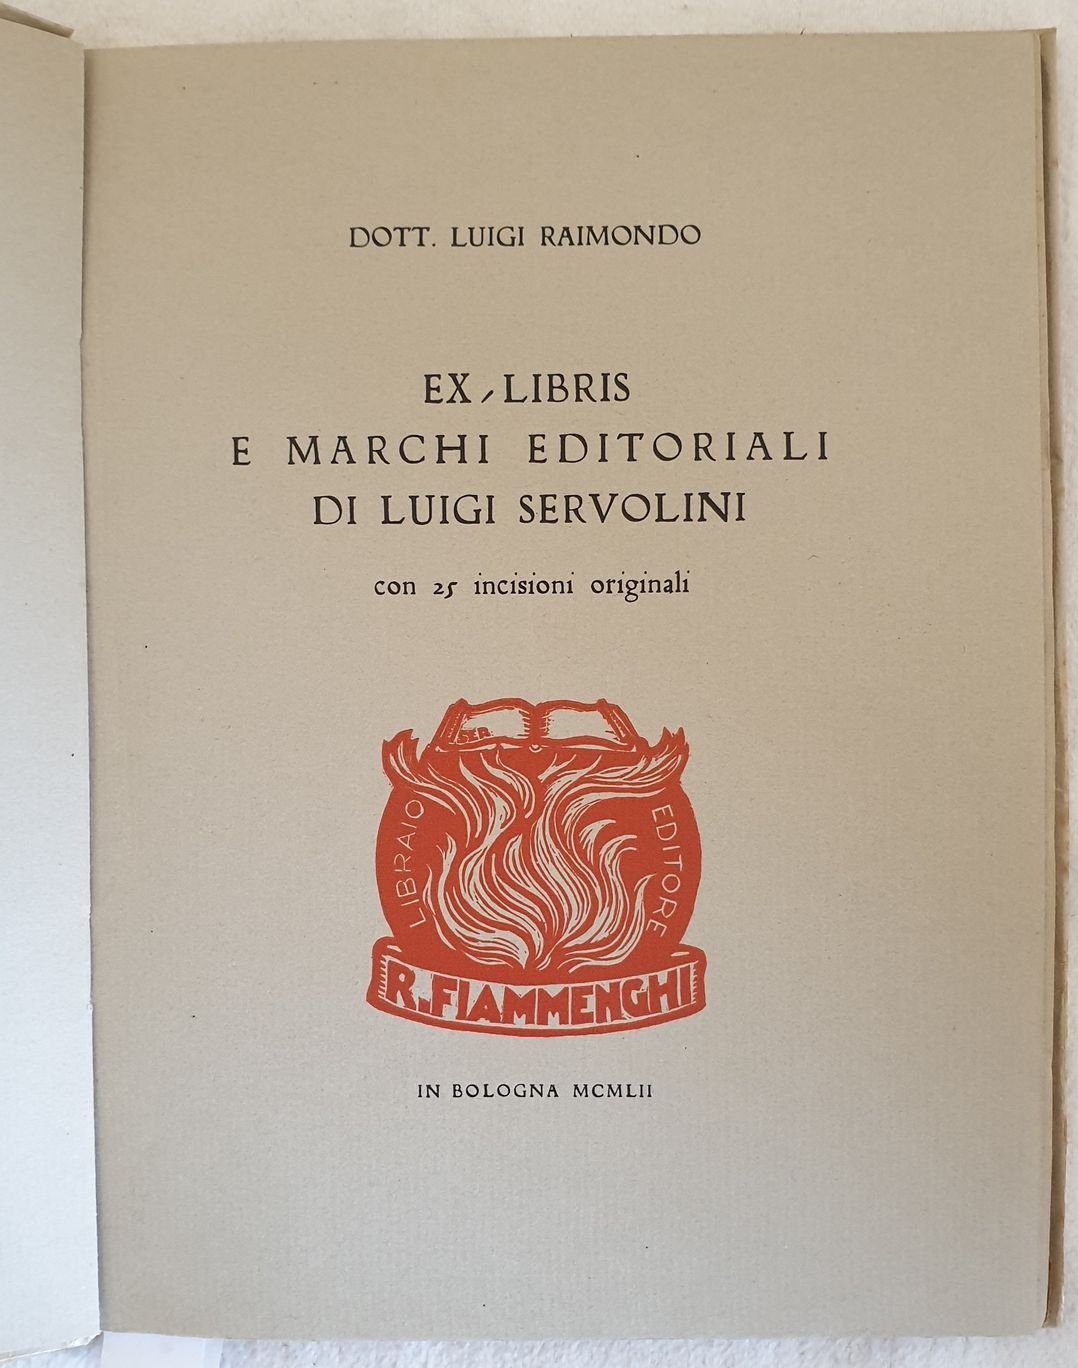 DOTT. LUIGI RAIMONDO
EX-LIBRIS
E MARCHI EDITORIALI
DI LUIGI SERVOLINI
con 25 incisioni originali
LIBRAIO
EDITORE
R. FIAMMENGHI
IN BOLOGNA MCMLII